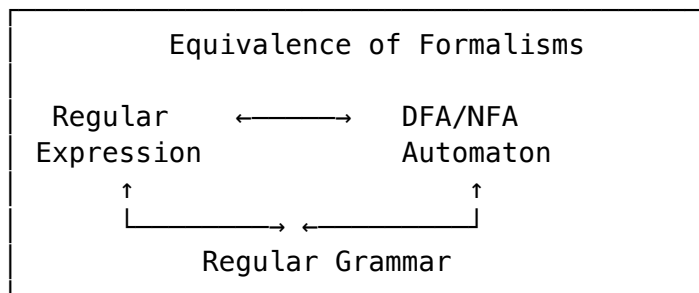 Equivalence of Formalisms
Regular ←────→ DFA/NFA
Expression Automaton
↑ ↑
└────────→ ←────────┘
Regular Grammar